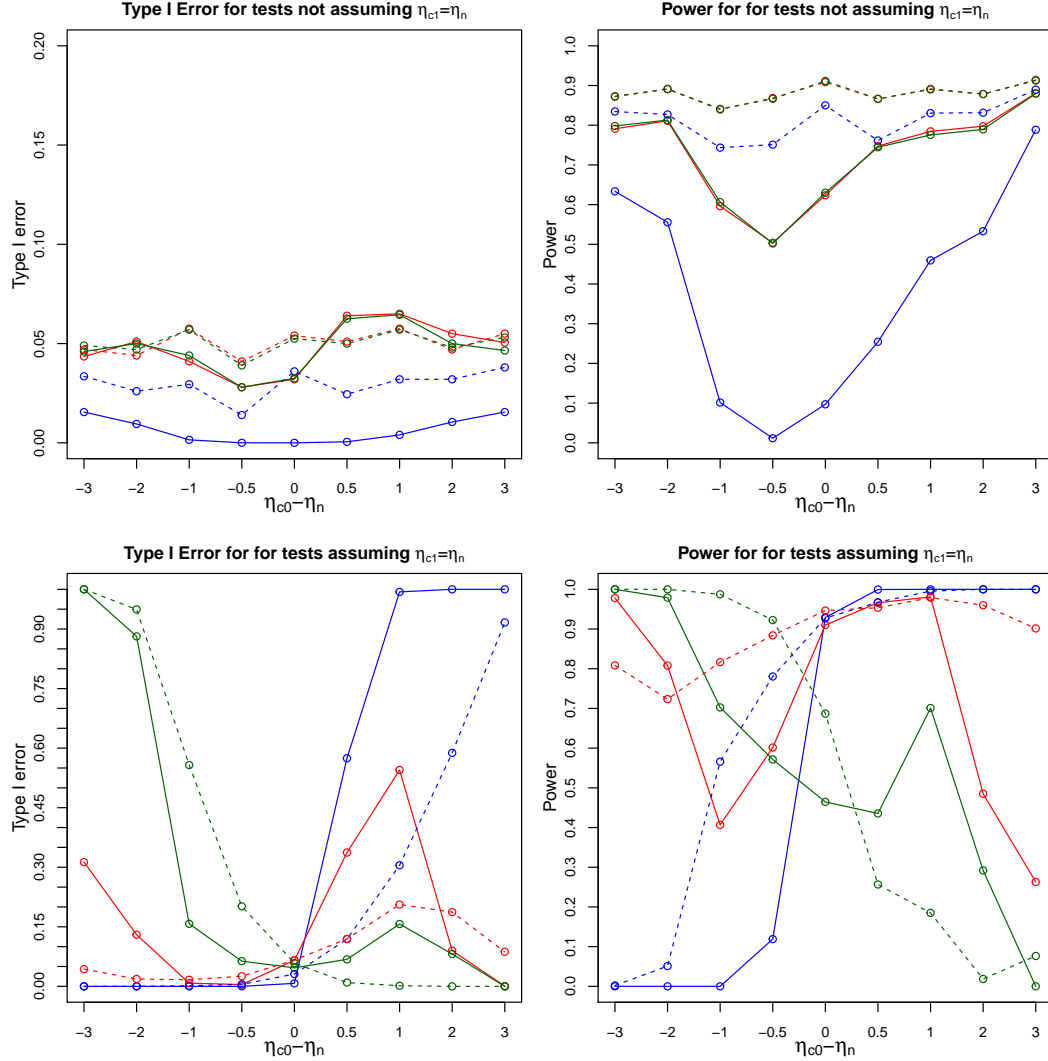 Type I Error for tests not assuming ηc1=ηn
Type I error
0.00 0.05 0.10 0.15 0.20
−3 −2 −1 −0.5 0 0.5 1 2 3
ηc0−ηn
Power for for tests not assuming ηc1=ηn
Power
0.0 0.1 0.2 0.3 0.4 0.5 0.6 0.7 0.8 0.9 1.0
−3 −2 −1 −0.5 0 0.5 1 2 3
ηc0−ηn
Type I Error for for tests assuming ηc1=ηn
Type I error
0.00 0.15 0.30 0.45 0.60 0.75 0.90
−3 −2 −1 −0.5 0 0.5 1 2 3
ηc0−ηn
Power for for tests assuming ηc1=ηn
Power
0.0 0.1 0.2 0.3 0.4 0.5 0.6 0.7 0.8 0.9 1.0
−3 −2 −1 −0.5 0 0.5 1 2 3
ηc0−ηn